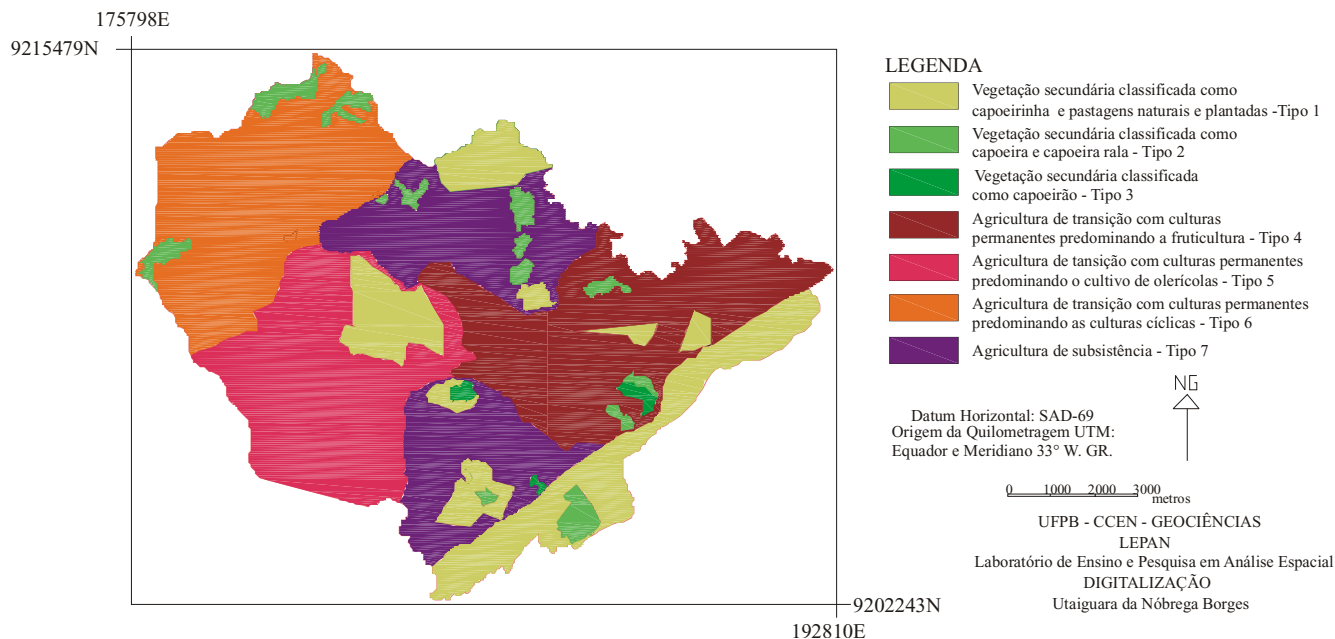 175798E
9215479N
LEGENDA
Vegetação secundária classificada como
capoeirinha e pastagens naturais e plantadas -Tipo 1
Vegetação secundária classificada como
capoeira e capoeira rala - Tipo 2
Vegetação secundária classificada
como capoeirão - Tipo 3
Agricultura de transição com culturas
permanentes predominando a fruticultura - Tipo 4
Agricultura de tansição com culturas permanentes
predominando o cultivo de olerícolas - Tipo 5
Agricultura de transição com culturas permanentes
predominando as culturas cíclicas - Tipo 6
Agricultura de subsistência - Tipo 7
NG
Datum Horizontal: SAD-69
Origem da Quilometragem UTM:
Equador e Meridiano 33° W. GR.
0 1,000 2,000 3000
metros
UFPB - CCEN - GEOCIÊNCIAS
LEPAN
Laboratório de Ensino e Pesquisa em Análise Espacial
DIGITALIZAÇÃO
Utaiguara da Nóbrega Borges
9202243N
192810E